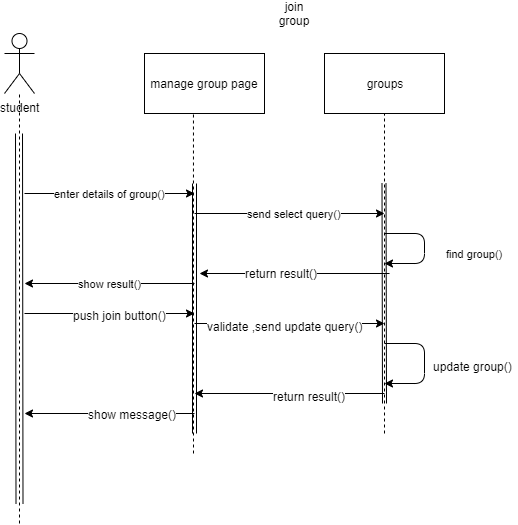 join
group
student
manage group page
groups
enter details of group()
send select query()
find group()
return result()
show result()
push join button()
validate ,send update query()
update group()
return result()
show message()